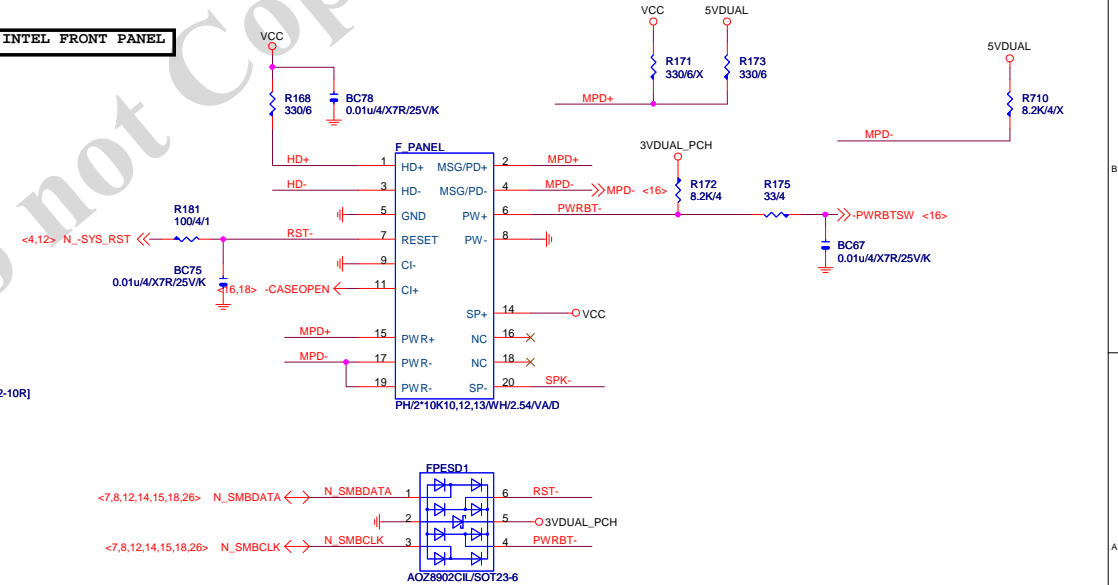 Do not Cop
INTEL FRONT PANEL
VCC
R168
330/6
BC78
0.01u/4/X7R/25V/K
VCC
5VDUAL
R171
330/6/X
R173
330/6
MPD+
5VDUAL
R710
8.2K/4/X
MPD-
F_PANEL
HD+ 1 HD+ MSG/PD+ 2 MPD+
HD- 3 HD- MSG/PD- 4 MPD- MPD- <16>
5 GND PW+ 6 PWRBT-
RST- 7 RESET PW- 8
9 CI-
11 CI+
SP+ 14 VCC
MPD+ 15 PWR+ NC 16
MPD- 17 PWR- NC 18
19 PWR- SP- 20 SPK-
PH/2*10K10,12,13/WH/2.54/VA/D
3VDUAL_PCH
R172
8.2K/4
R175
33/4
-PWRBTSW <16>
BC67
0.01u/4/X7R/25V/K
R181
100/4/1
<4,12> N_-SYS_RST
BC75
0.01u/4/X7R/25V/K
<16,18> -CASEOPEN
2-10R]
FPESD1
<7,8,12,14,15,18,26> N_SMBDATA N_SMBDATA 1 6 RST-
2 5 3VDUAL_PCH
<7,8,12,14,15,18,26> N_SMBCLK N_SMBCLK 3 4 PWRBT-
AOZ8902CIL/SOT23-6
B
A